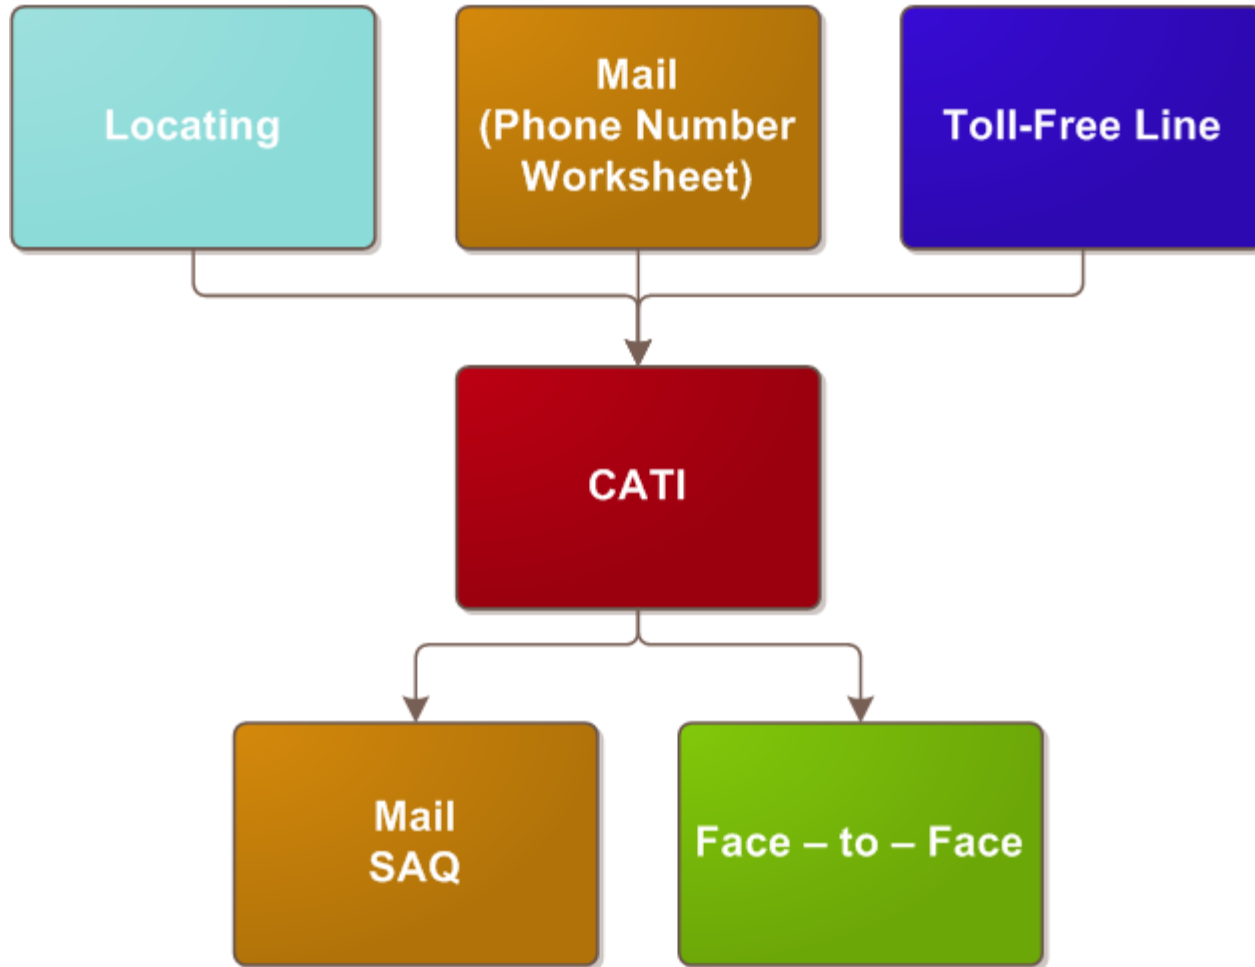 Locating
Mail
(Phone Number
Worksheet)
Toll-Free Line
CATI
Mail
SAQ
Face – to – Face